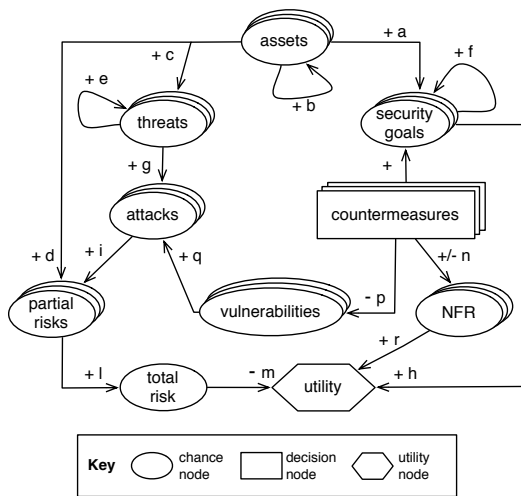 assets
+ a
+ c
+ f
+ e
+ b
threats
security
goals
+ g
+
attacks
countermeasures
+ d
+ i
+ q
+/- n
partial
risks
vulnerabilities
- p
NFR
+ r
+ l
total
risk
- m
utility
+ h
Key
chance
node
decision
node
utility
node